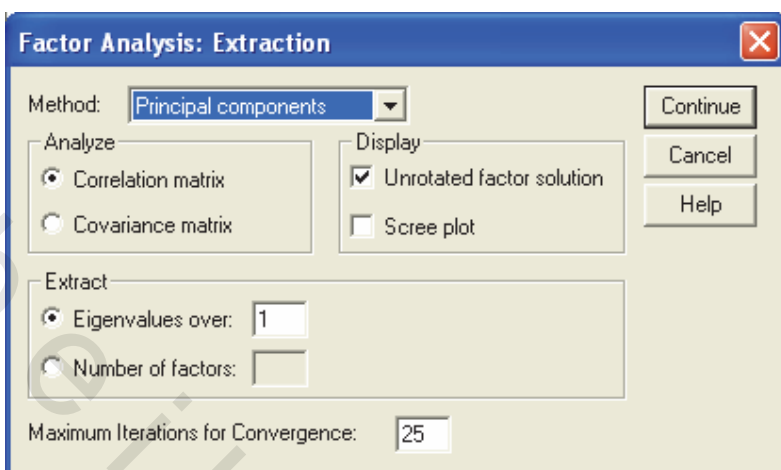 Factor Analysis: Extraction
Method: Principal components
Continue
Analyze
Display
Cancel
Correlation matrix
Unrotated factor solution
Help
Covariance matrix
Scree plot
Extract
Eigenvalues over: 1
Number of factors:
Maximum Iterations for Convergence: 25